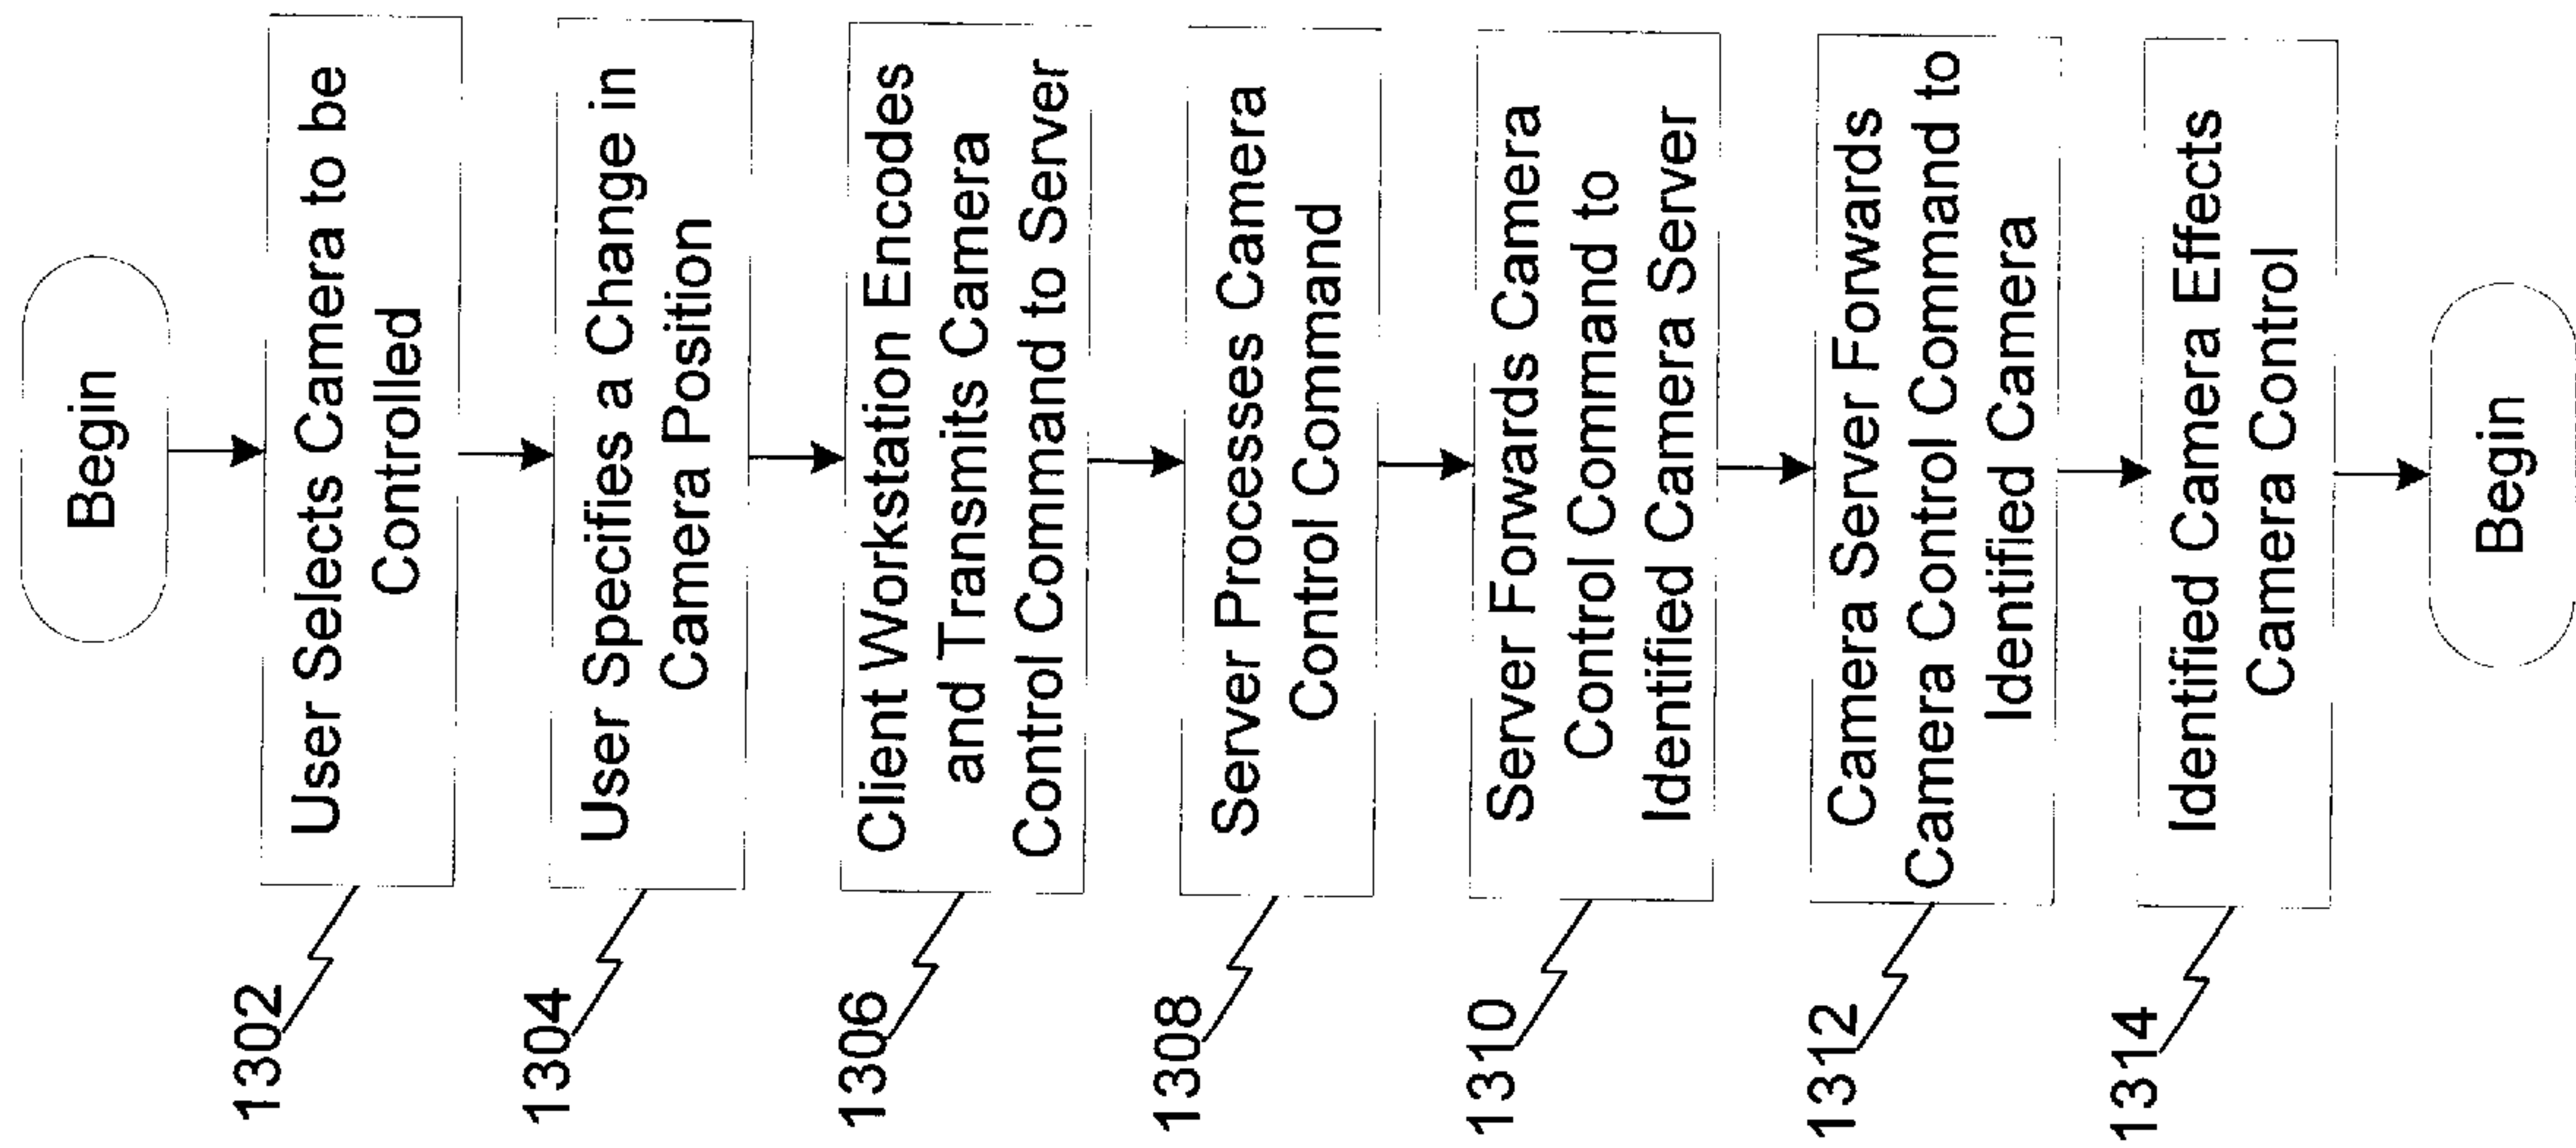 Begin
User Selects Camera to be
Controlled
1302
User Specifies a Change in
Camera Position
1304
Client Workstation Encodes
and Transmits Camera
Control Command to Server
1306
Server Processes Camera
Control Command
1308
Server Forwards Camera
Control Command to
Identified Camera Server
1310
Camera Server Forwards
Camera Control Command to
Identified Camera
1312
Identified Camera Effects
Camera Control
1314
Begin